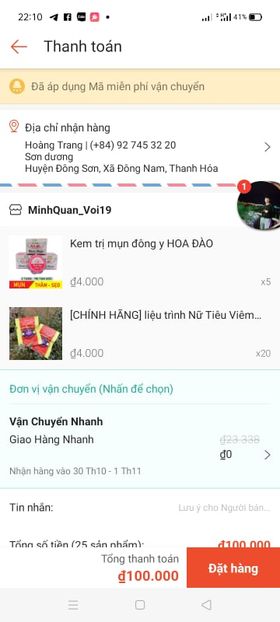 22:10
41%
Thanh toán
Đã áp dụng Mã miễn phí vận chuyển
Địa chỉ nhận hàng
Hoàng Trang | (+84) 92 745 32 20
Sơn dương
Huyện Đông Sơn, Xã Đông Nam, Thanh Hóa
1
MinhQuan_Voi19
Kem trị mụn đông y HOA ĐÀO
MỤN THÂM - SẸO
₫4.000 x5
[CHÍNH HÃNG] liệu trình Nữ Tiêu Viêm...
₫4.000 x20
Đơn vị vận chuyển (Nhấn để chọn)
Vận Chuyển Nhanh
Giao Hàng Nhanh ₫23.338
₫0
Nhận hàng vào 30 Th10 - 1 Th11
Tin nhắn: Lưu ý cho Người bán...
Tổng số tiền (25 sản phẩm): ₫100.000
Tổng thanh toán
₫100.000
Đặt hàng